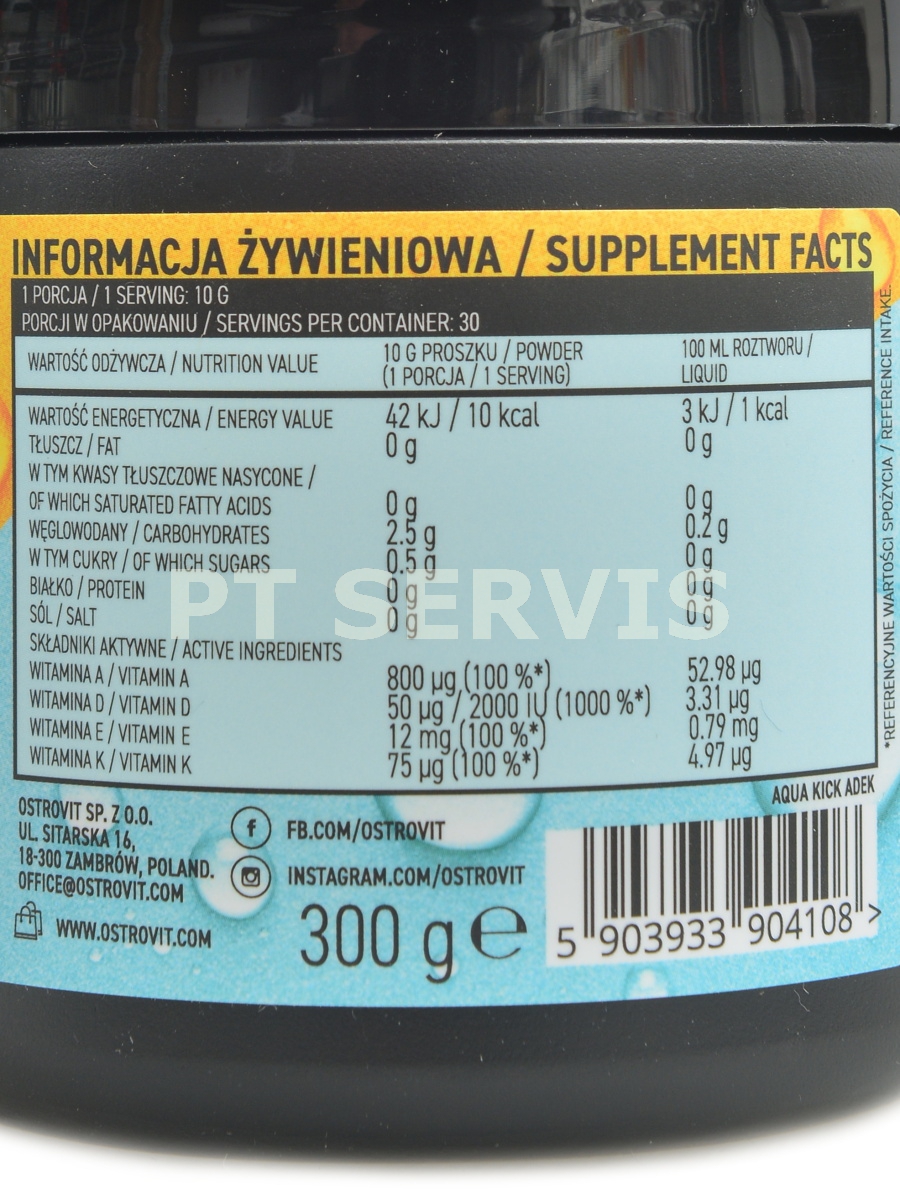 INFORMACJA ŻYWIENIOWA / SUPPLEMENT FACTS
1 PORCJA / 1 SERVING: 10 G
PORCJI W OPAKOWANIU / SERVINGS PER CONTAINER: 30
WARTOŚĆ ODŻYWCZA / NUTRITION VALUE 10 G PROSZKU / POWDER (1 PORCJA / 1 SERVING) 100 ML ROZTWORU / LIQUID
WARTOŚĆ ENERGETYCZNA / ENERGY VALUE 42 kJ / 10 kcal 3 kJ / 1 kcal
TŁUSZCZ / FAT 0 g 0 g
W TYM KWASY TŁUSZCZOWE NASYCONE /
OF WHICH SATURATED FATTY ACIDS 0 g 0 g
WĘGLOWODANY / CARBOHYDRATES 2.5 g 0.2 g
W TYM CUKRY / OF WHICH SUGARS 0.5 g 0 g
BIAŁKO / PROTEIN 0 g 0 g
SÓL / SALT 0 g 0 g
SKŁADNIKI AKTYWNE / ACTIVE INGREDIENTS
WITAMINA A / VITAMIN A 800 µg (100 %*) 52.98 µg
WITAMINA D / VITAMIN D 50 µg / 2000 IU (1000 %*) 3.31 µg
WITAMINA E / VITAMIN E 12 mg (100 %*) 0.79 mg
WITAMINA K / VITAMIN K 75 µg (100 %*) 4.97 µg
*REFERENCYJNE WARTOŚCI SPOŻYCIA / REFERENCE INTAKE.
PT SERVIS
AQUA KICK ADEK
OSTROVIT SP. Z O.O.
UL. SITARSKA 16,
18-300 ZAMBRÓW, POLAND.
OFFICE@OSTROVIT.COM
WWW.OSTROVIT.COM
FB.COM/OSTROVIT
INSTAGRAM.COM/OSTROVIT
300 g e
5 903933 904108 >